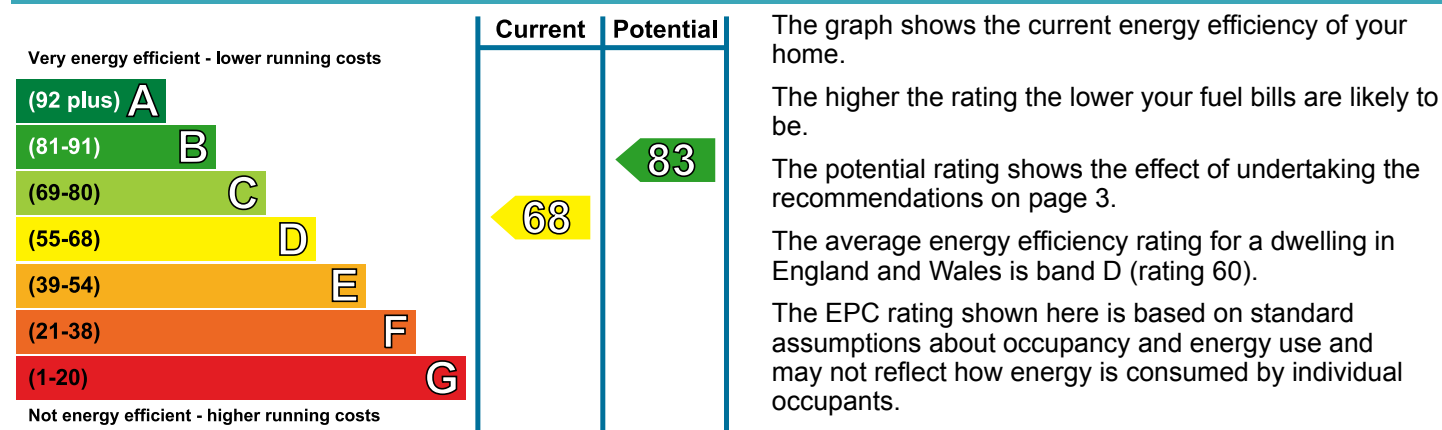 Current Potential
Very energy efficient - lower running costs
(92 plus) A
(81-91) B
83
(69-80) C
68
(55-68) D
(39-54) E
(21-38) F
(1-20) G
Not energy efficient - higher running costs
The graph shows the current energy efficiency of your
home.
The higher the rating the lower your fuel bills are likely to
be.
The potential rating shows the effect of undertaking the
recommendations on page 3.
The average energy efficiency rating for a dwelling in
England and Wales is band D (rating 60).
The EPC rating shown here is based on standard
assumptions about occupancy and energy use and
may not reflect how energy is consumed by individual
occupants.